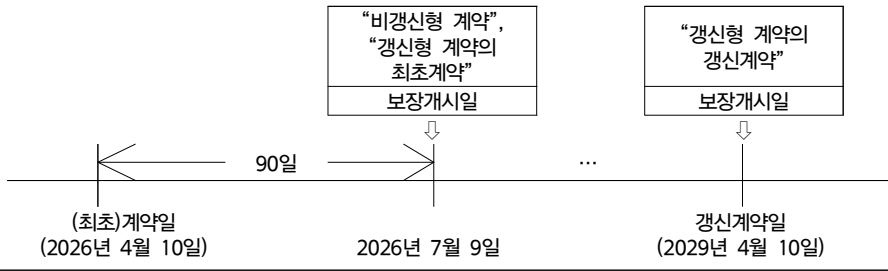 “비갱신형 계약”,
“갱신형 계약의
최초계약”
보장개시일
“갱신형 계약의
갱신계약”
보장개시일
90일
…
(최초)계약일
(2026년 4월 10일)
2026년 7월 9일
갱신계약일
(2029년 4월 10일)